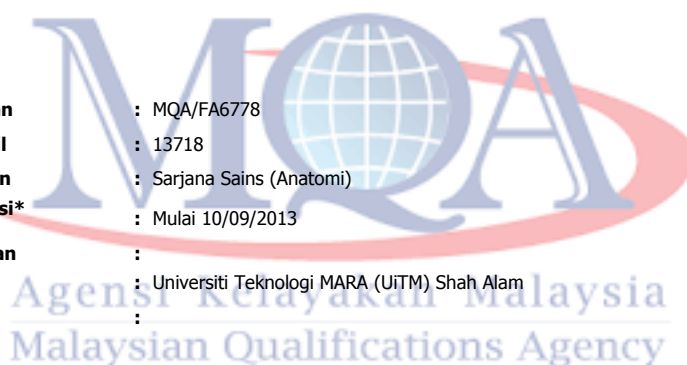 MQA
an : MQA/FA6778
l : 13718
n : Sarjana Sains (Anatomi)
si*
: Mulai 10/09/2013
an :
: Universiti Teknologi MARA (UiTM) Shah Alam
Agensi Kelayakan Malaysia
:
Malaysian Qualifications Agency